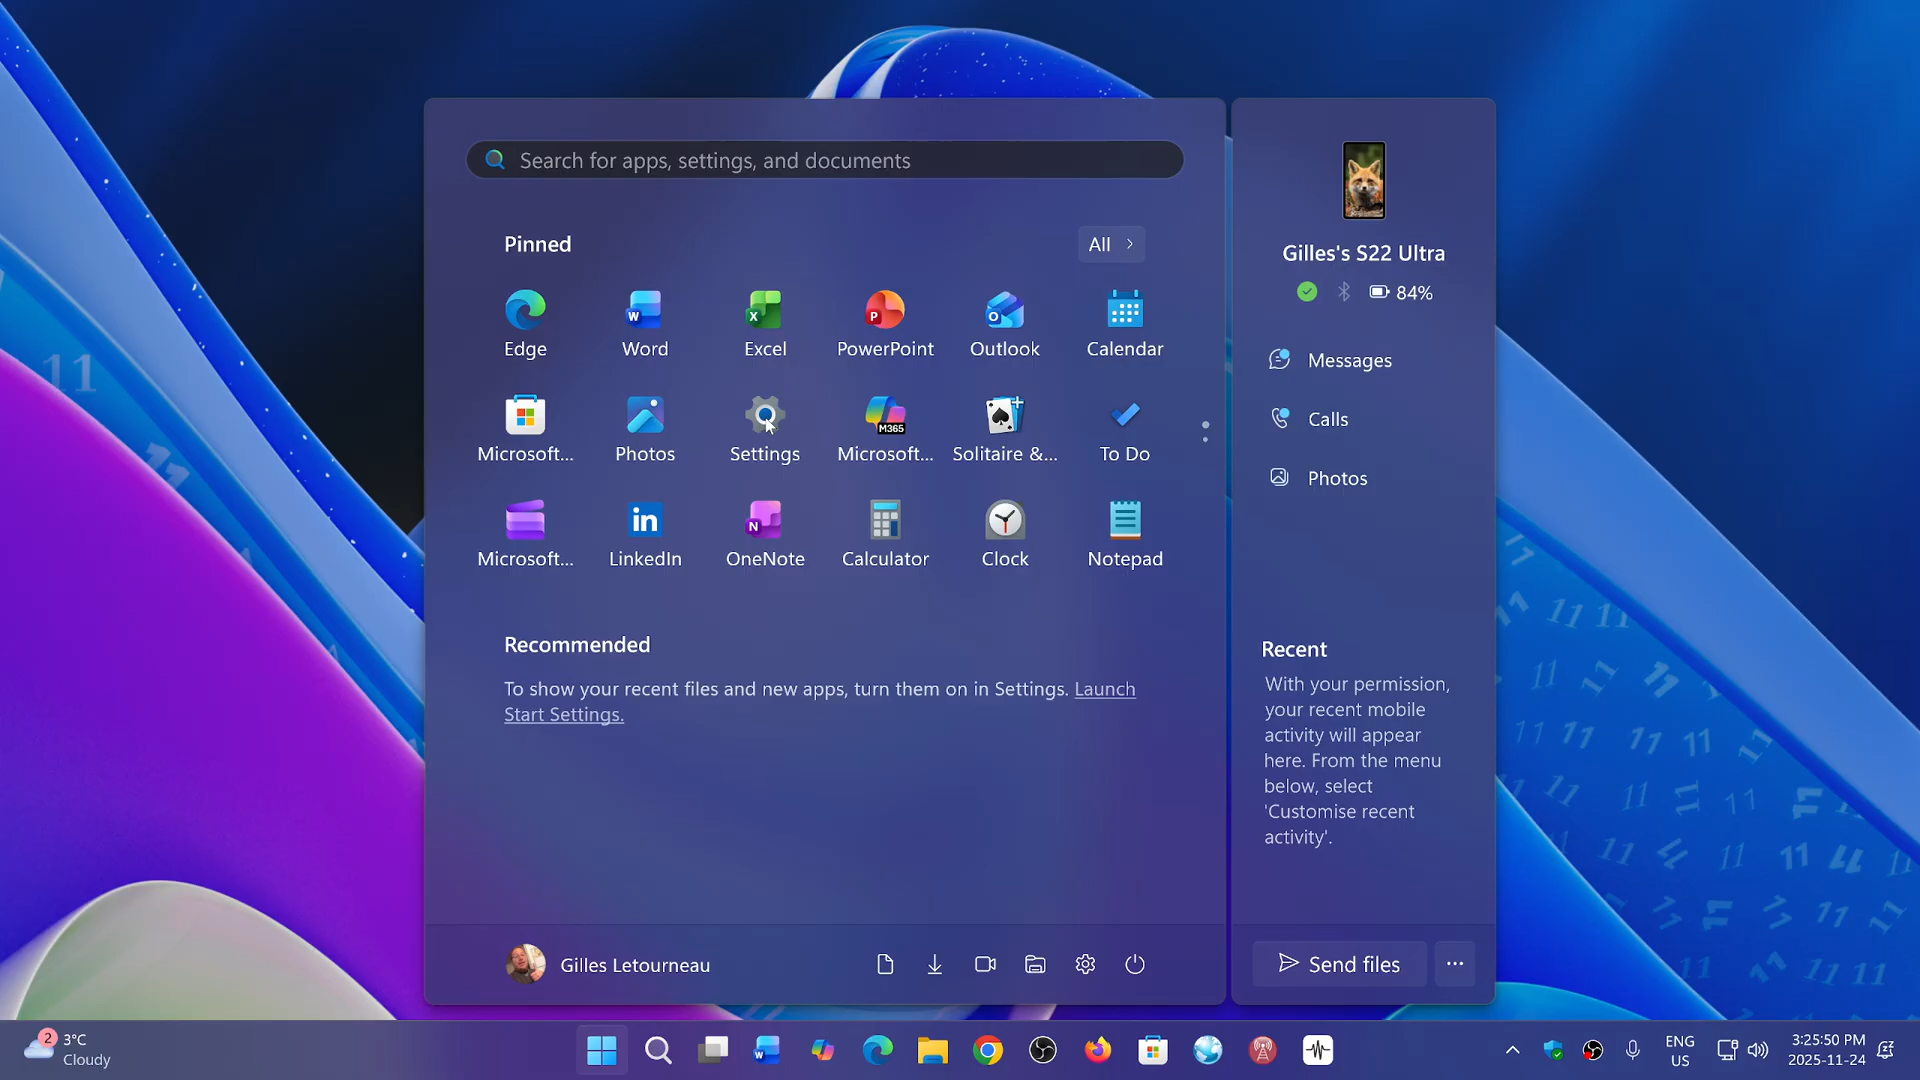 Search for apps, settings, and documents
Pinned
All
Edge
Word
Excel
PowerPoint
Outlook
Calendar
Microsoft...
Photos
Settings
Microsoft...
Solitaire &...
To Do
M365
Microsoft...
LinkedIn
OneNote
Calculator
Clock
Notepad
Recommended
To show your recent files and new apps, turn them on in Settings. Launch
Start Settings.
Gilles Letourneau
Gilles's S22 Ultra
84%
Messages
Calls
Photos
Recent
With your permission,
your recent mobile
activity will appear
here. From the menu
below, select
'Customise recent
activity'.
Send files
2
3°C
Cloudy
ENG
US
3:25:50 PM
2025-11-24